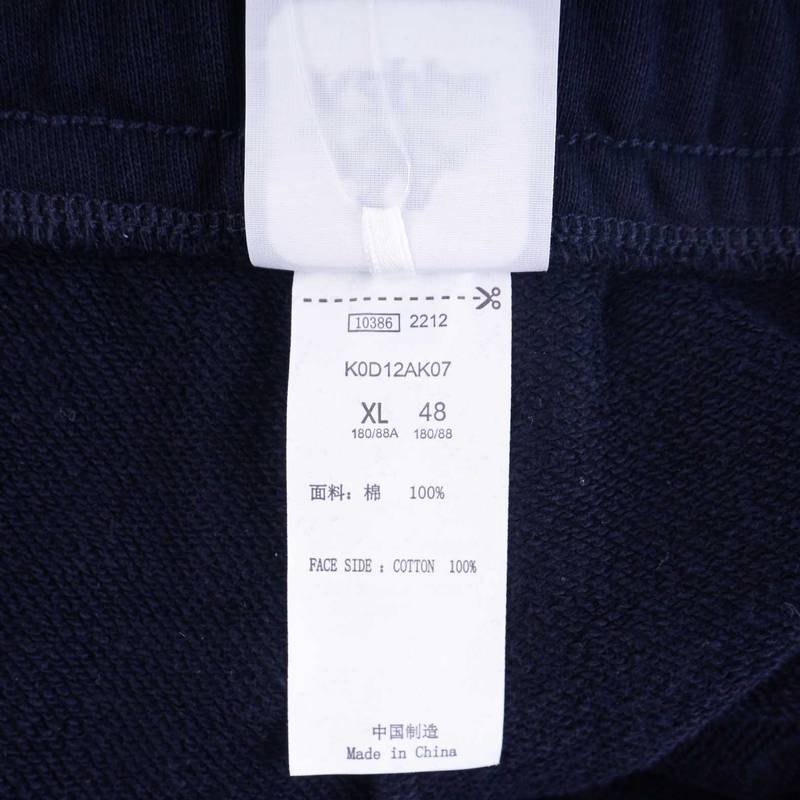 10386 2212
K0D12AK07
XL 48
180/88A 180/88
面料：棉 100%
FACE SIDE : COTTON 100%
中国制造
Made in China